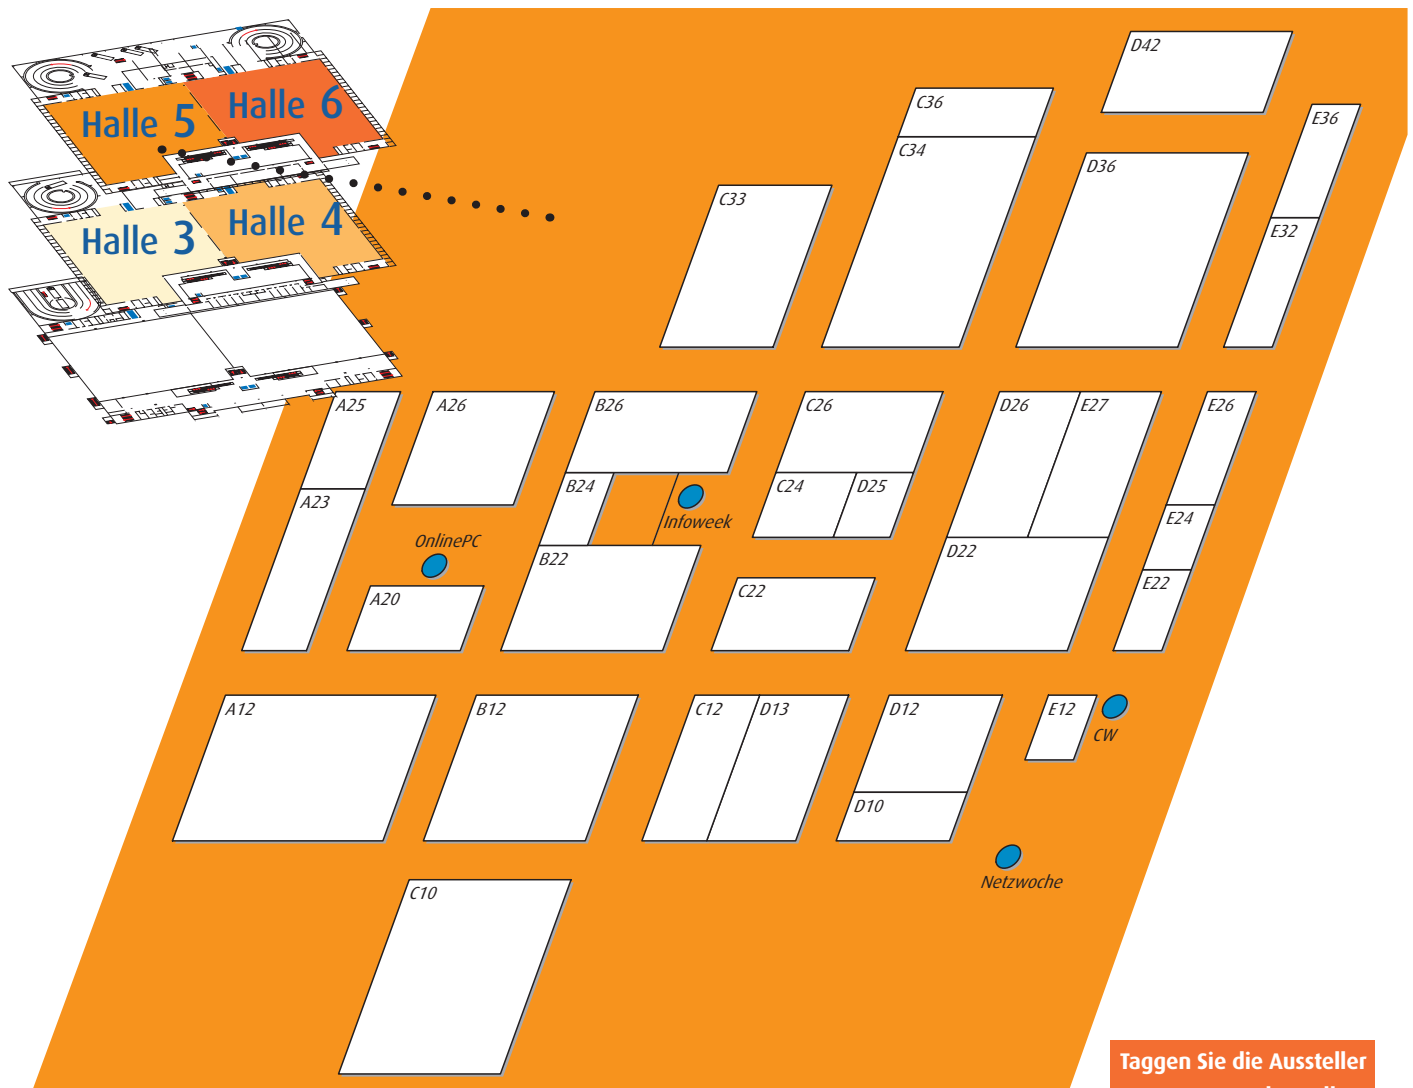 Halle 5
Halle 6
Halle 3
Halle 4
D42
C36
E36
C34
D36
C33
E32
A25
A26
B26
C26
D26
E27
E26
B24
C24
D25
A23
Infoweek
E24
OnlinePC
B22
D22
C22
E22
A20
A12
B12
C12
D13
D12
E12
CW
D10
Netzwoche
C10
Taggen Sie die Aussteller